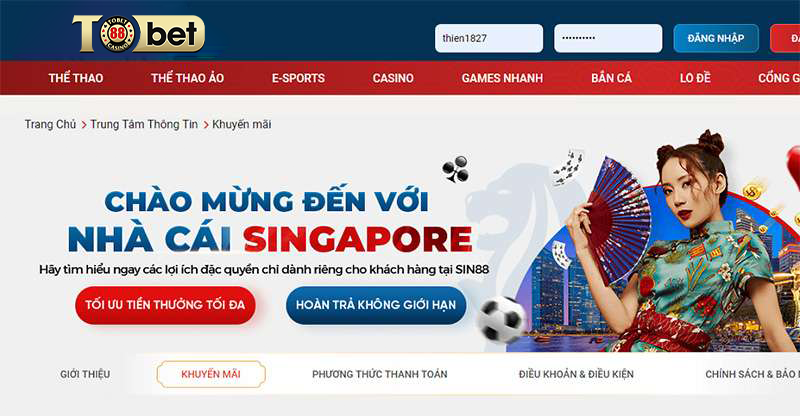 TO88bet
TOBET
88
CASINO
thien1827
••••••••••
ĐĂNG NHẬP
THỂ THAO
THỂ THAO ẢO
E-SPORTS
CASINO
GAMES NHANH
BẮN CÁ
LO ĐỀ
CỔNG G
Trang Chủ > Trung Tâm Thông Tin > Khuyến mãi
CHÀO MỪNG ĐẾN VỚI
NHÀ CÁI SINGAPORE
Hãy tìm hiểu ngay các lợi ích đặc quyền chỉ dành riêng cho khách hàng tại SIN88
TỐI ƯU TIỀN THƯỞNG TỐI ĐA
HOÀN TRẢ KHÔNG GIỚI HẠN
GIỚI THIỆU
KHUYẾN MÃI
PHƯƠNG THỨC THANH TOÁN
ĐIỀU KHOẢN & ĐIỀU KIỆN
CHÍNH SÁCH & BẢO